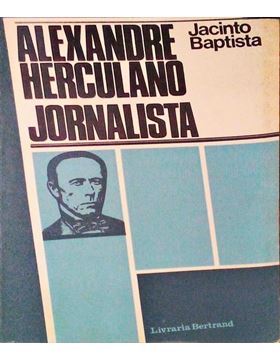 ALEXANDRE
HERCULANO
JORNALISTA
Jacinto
Baptista
Livraria Bertrand